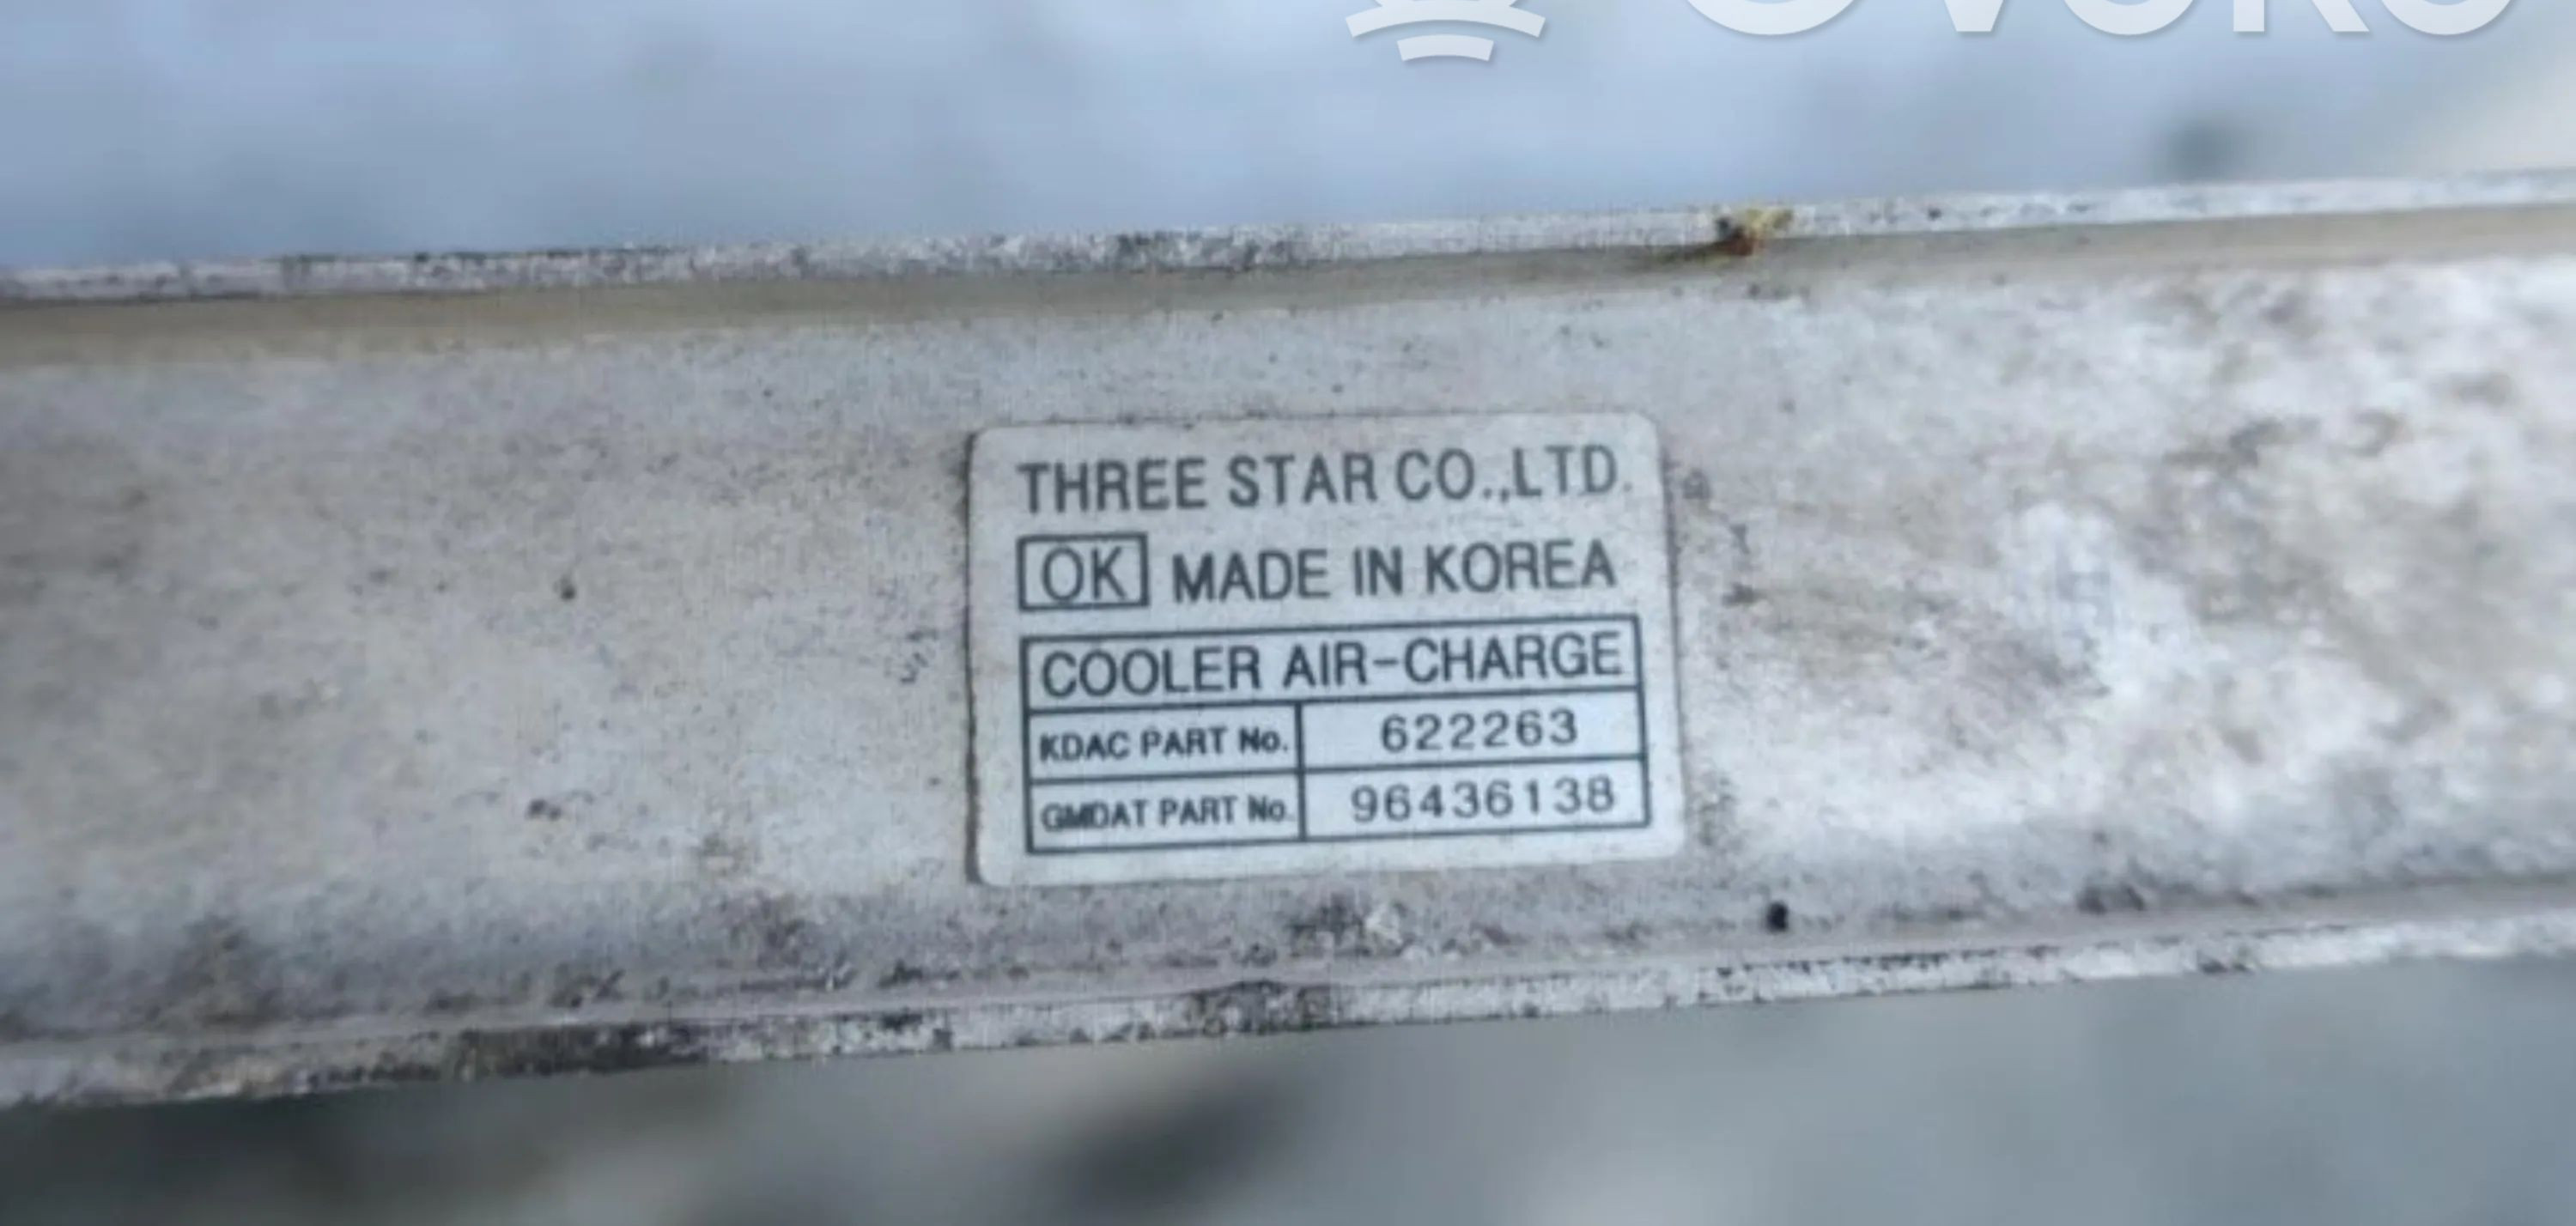 THREE STAR CO.,LTD.
OK MADE IN KOREA
COOLER AIR-CHARGE
KDAC PART No. 622263
GMDAT PART No. 96436138